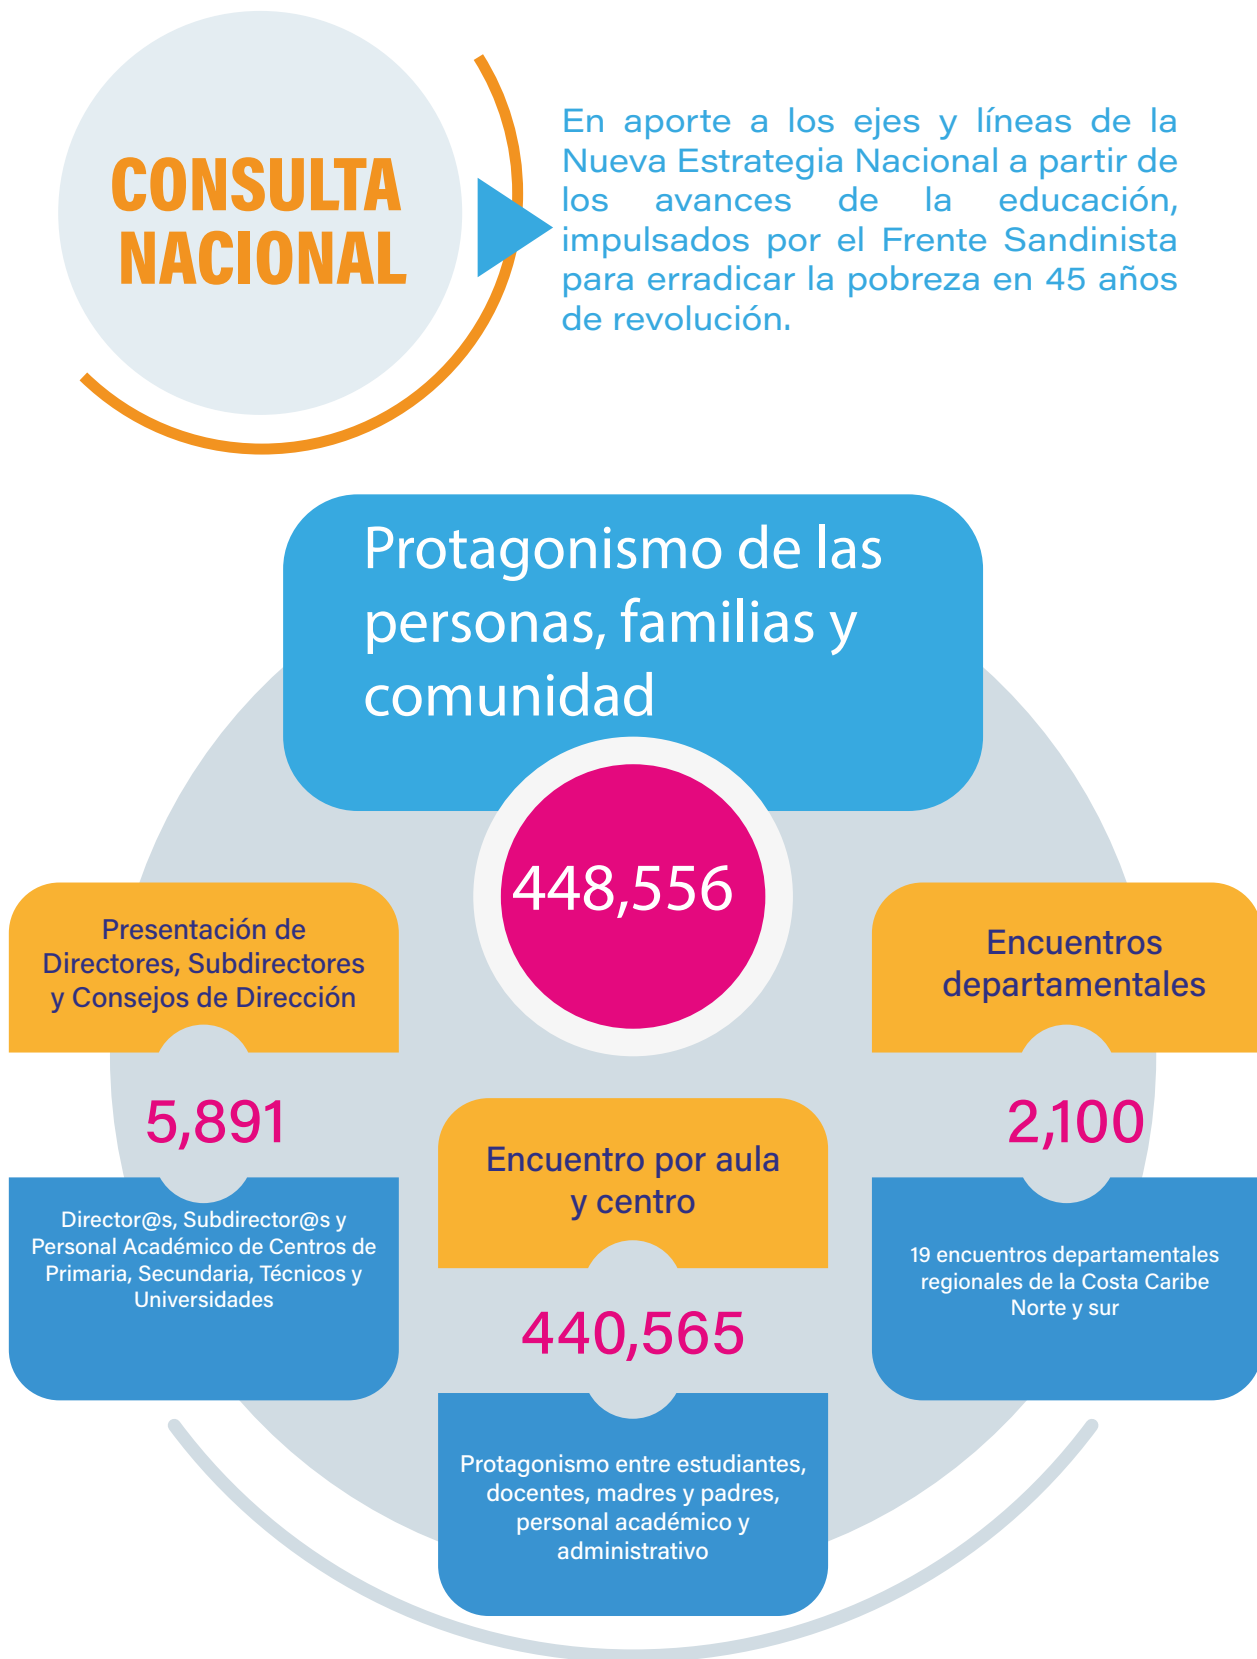 CONSULTA
NACIONAL
En aporte a los ejes y líneas de la
Nueva Estrategia Nacional a partir de
los avances de la educación,
impulsados por el Frente Sandinista
para erradicar la pobreza en 45 años
de revolución.
Protagonismo de las
personas, familias y
comunidad
448,556
Presentación de
Directores, Subdirectores
y Consejos de Dirección
5,891
Director@s, Subdirector@s y
Personal Académico de Centros de
Primaria, Secundaria, Técnicos y
Universidades
Encuentro por aula
y centro
440,565
Protagonismo entre estudiantes,
docentes, madres y padres,
personal académico y
administrativo
Encuentros
departamentales
2,100
19 encuentros departamentales
regionales de la Costa Caribe
Norte y sur